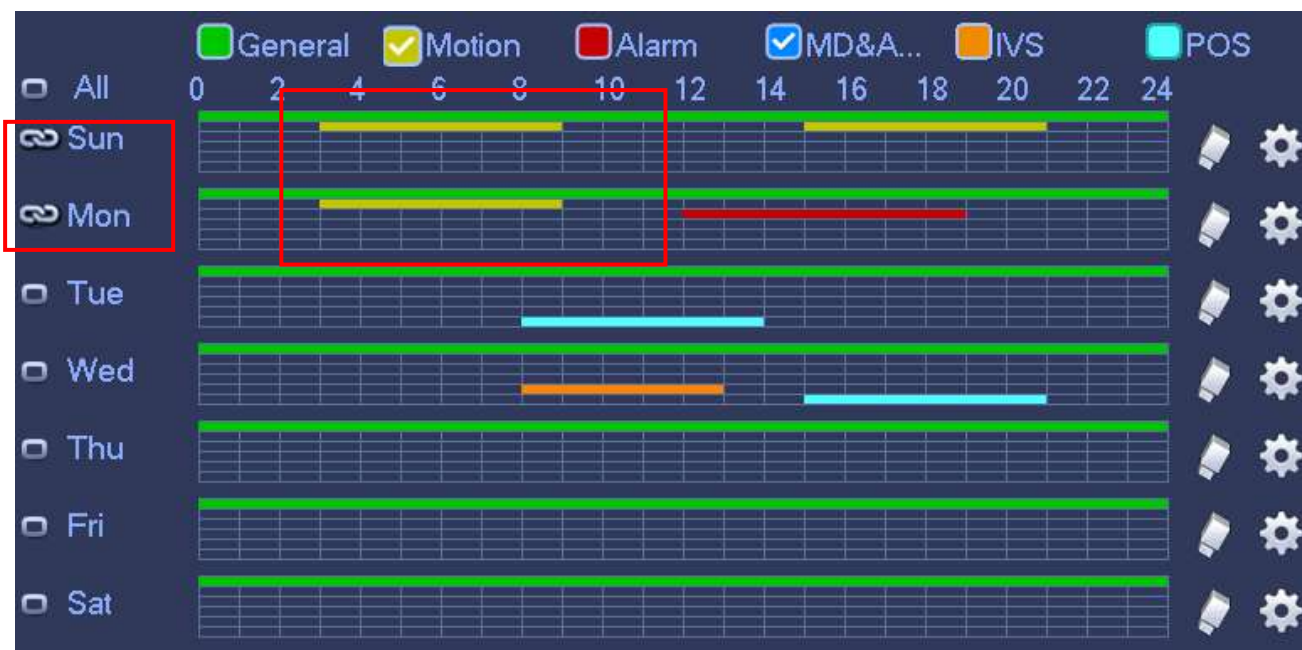 General Motion Alarm MD&A... IVS POS
All 0 2 4 6 8 10 12 14 16 18 20 22 24
Sun
Mon
Tue
Wed
Thu
Fri
Sat